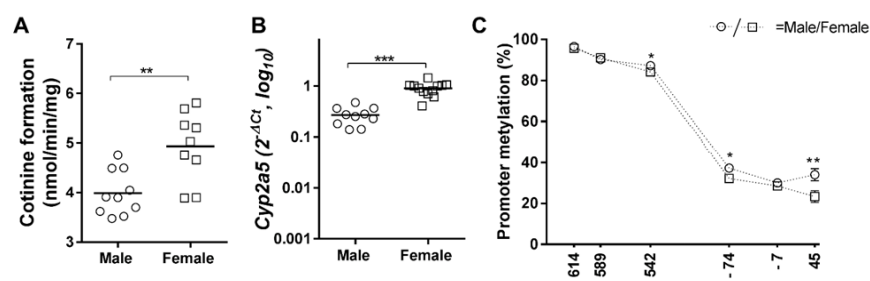 A
Cotinine formation
(nmol/min/mg)
7
6
5
4
3
**
Male
Female
B
Cyp2a5 (2^-ΔCt, log10)
1
0.1
0.01
0.001
***
Male
Female
C
/ =Male/Female
Promoter metylation (%)
100
80
60
40
20
0
*
*
**
614
589
542
- 74
- 7
45